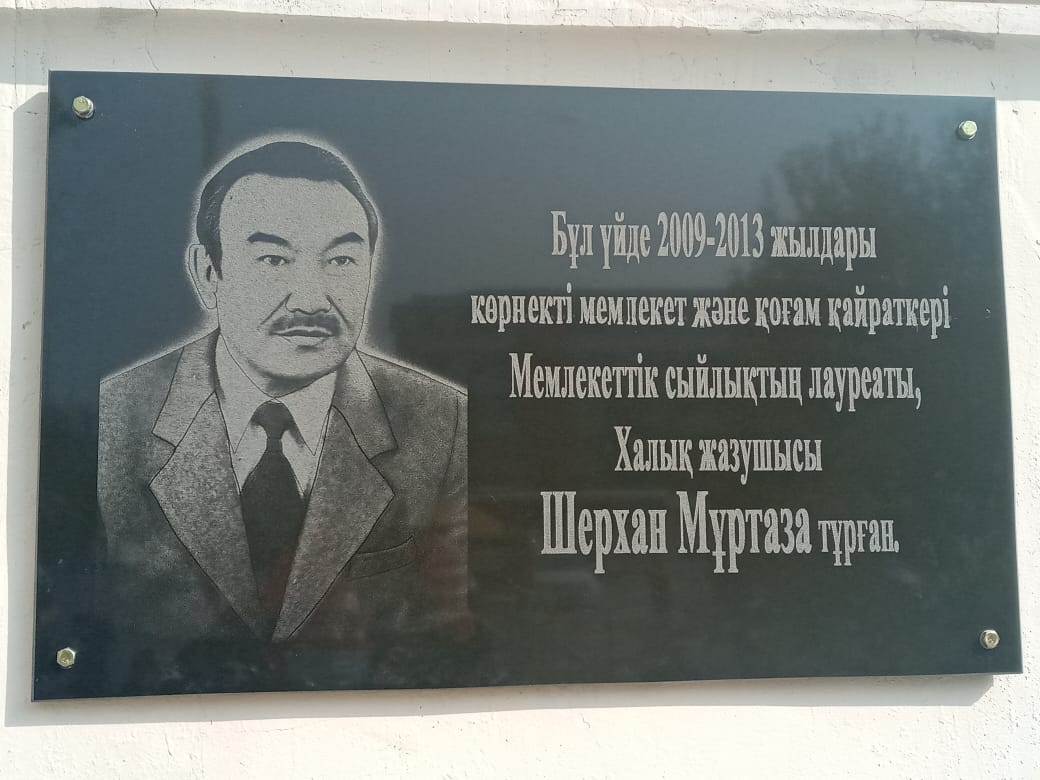 Бұл үйде 2009-2013 жылдары
көрнекті мемлекет және қоғам қайраткері
Мемлекеттік сыйлықтың лауреаты,
Халық жазушысы
Шерхан Мұртаза тұрған.